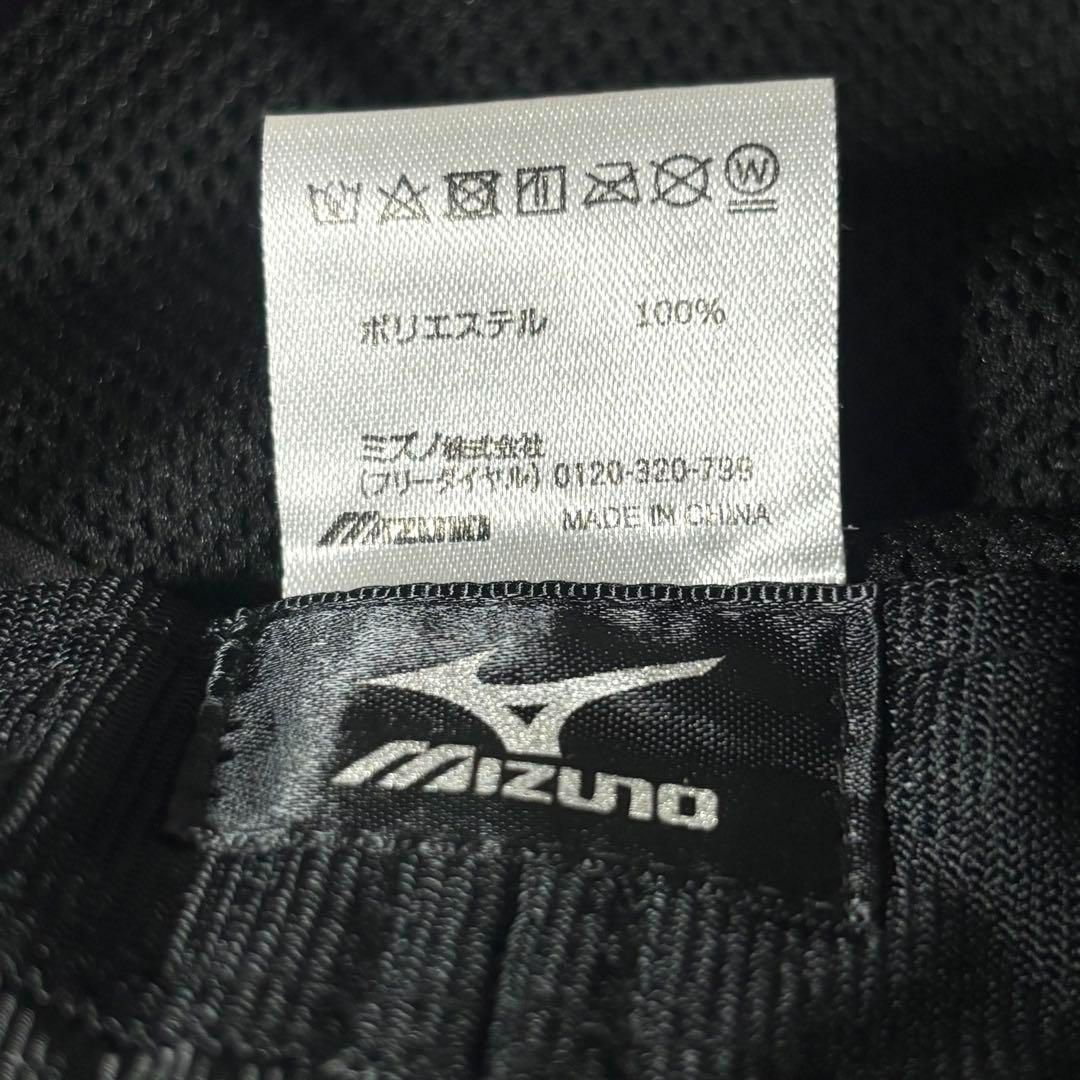 W
ポリエステル 100%
ミズノ株式会社
(フリーダイヤル) 0120-320-799
MIZUNO MADE IN CHINA
MIZUNO